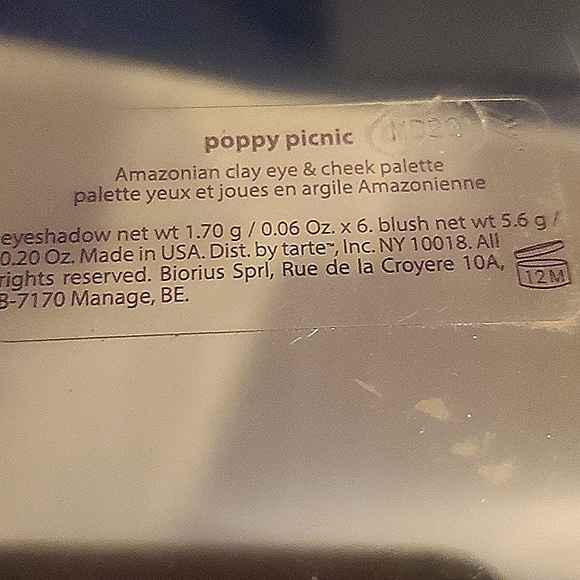 poppy picnic
Amazonian clay eye & cheek palette
palette yeux et joues en argile Amazonienne
eyeshadow net wt 1.70 g / 0.06 Oz. x 6. blush net wt 5.6 g /
0.20 Oz. Made in USA. Dist. by tarte™, Inc. NY 10018. All
rights reserved. Biorius Sprl, Rue de la Croyere 10A,
B-7170 Manage, BE.
12M